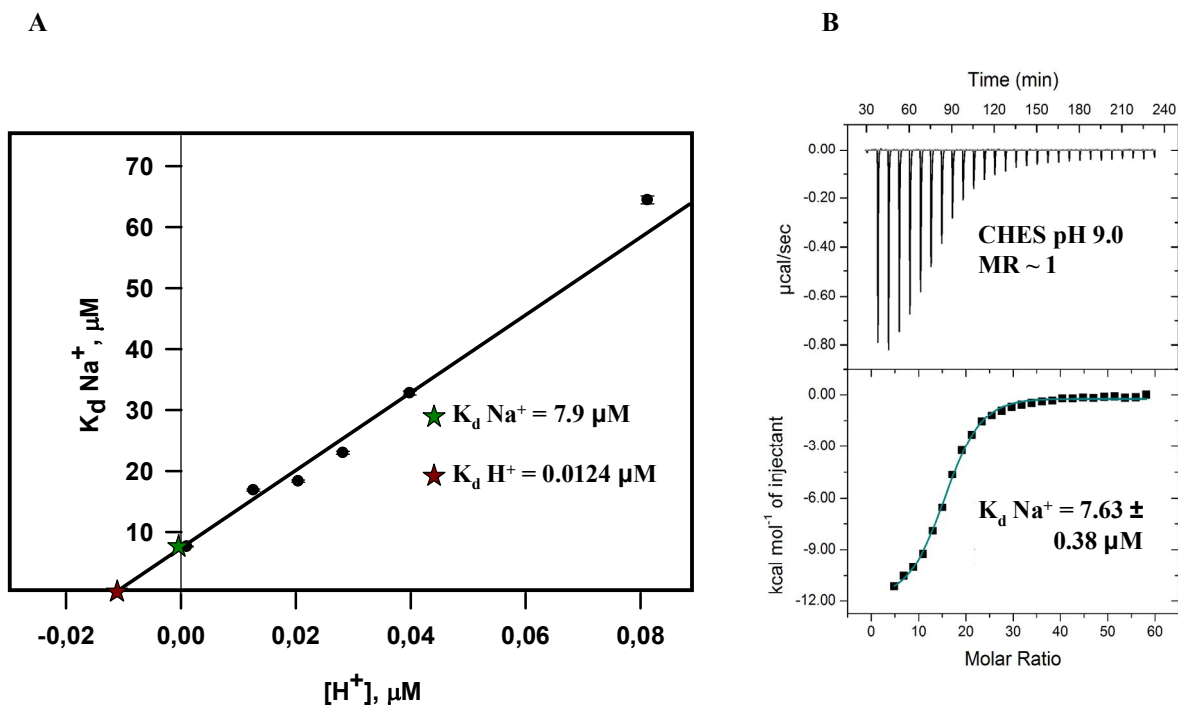 A
70
60
50
40
30
20
10
K_d Na⁺, µM
K_d Na⁺ = 7.9 µM
K_d H⁺ = 0.0124 µM
-0,02 0,00 0,02 0,04 0,06 0,08
[H⁺], µM
B
Time (min)
30 60 90 120 150 180 210 240
0.00
-0.20
-0.40
-0.60
-0.80
µcal/sec
CHES pH 9.0
MR ~ 1
0.00
-3.00
-6.00
-9.00
-12.00
kcal mol⁻¹ of injectant
K_d Na⁺ = 7.63 ±
0.38 µM
0 10 20 30 40 50 60
Molar Ratio